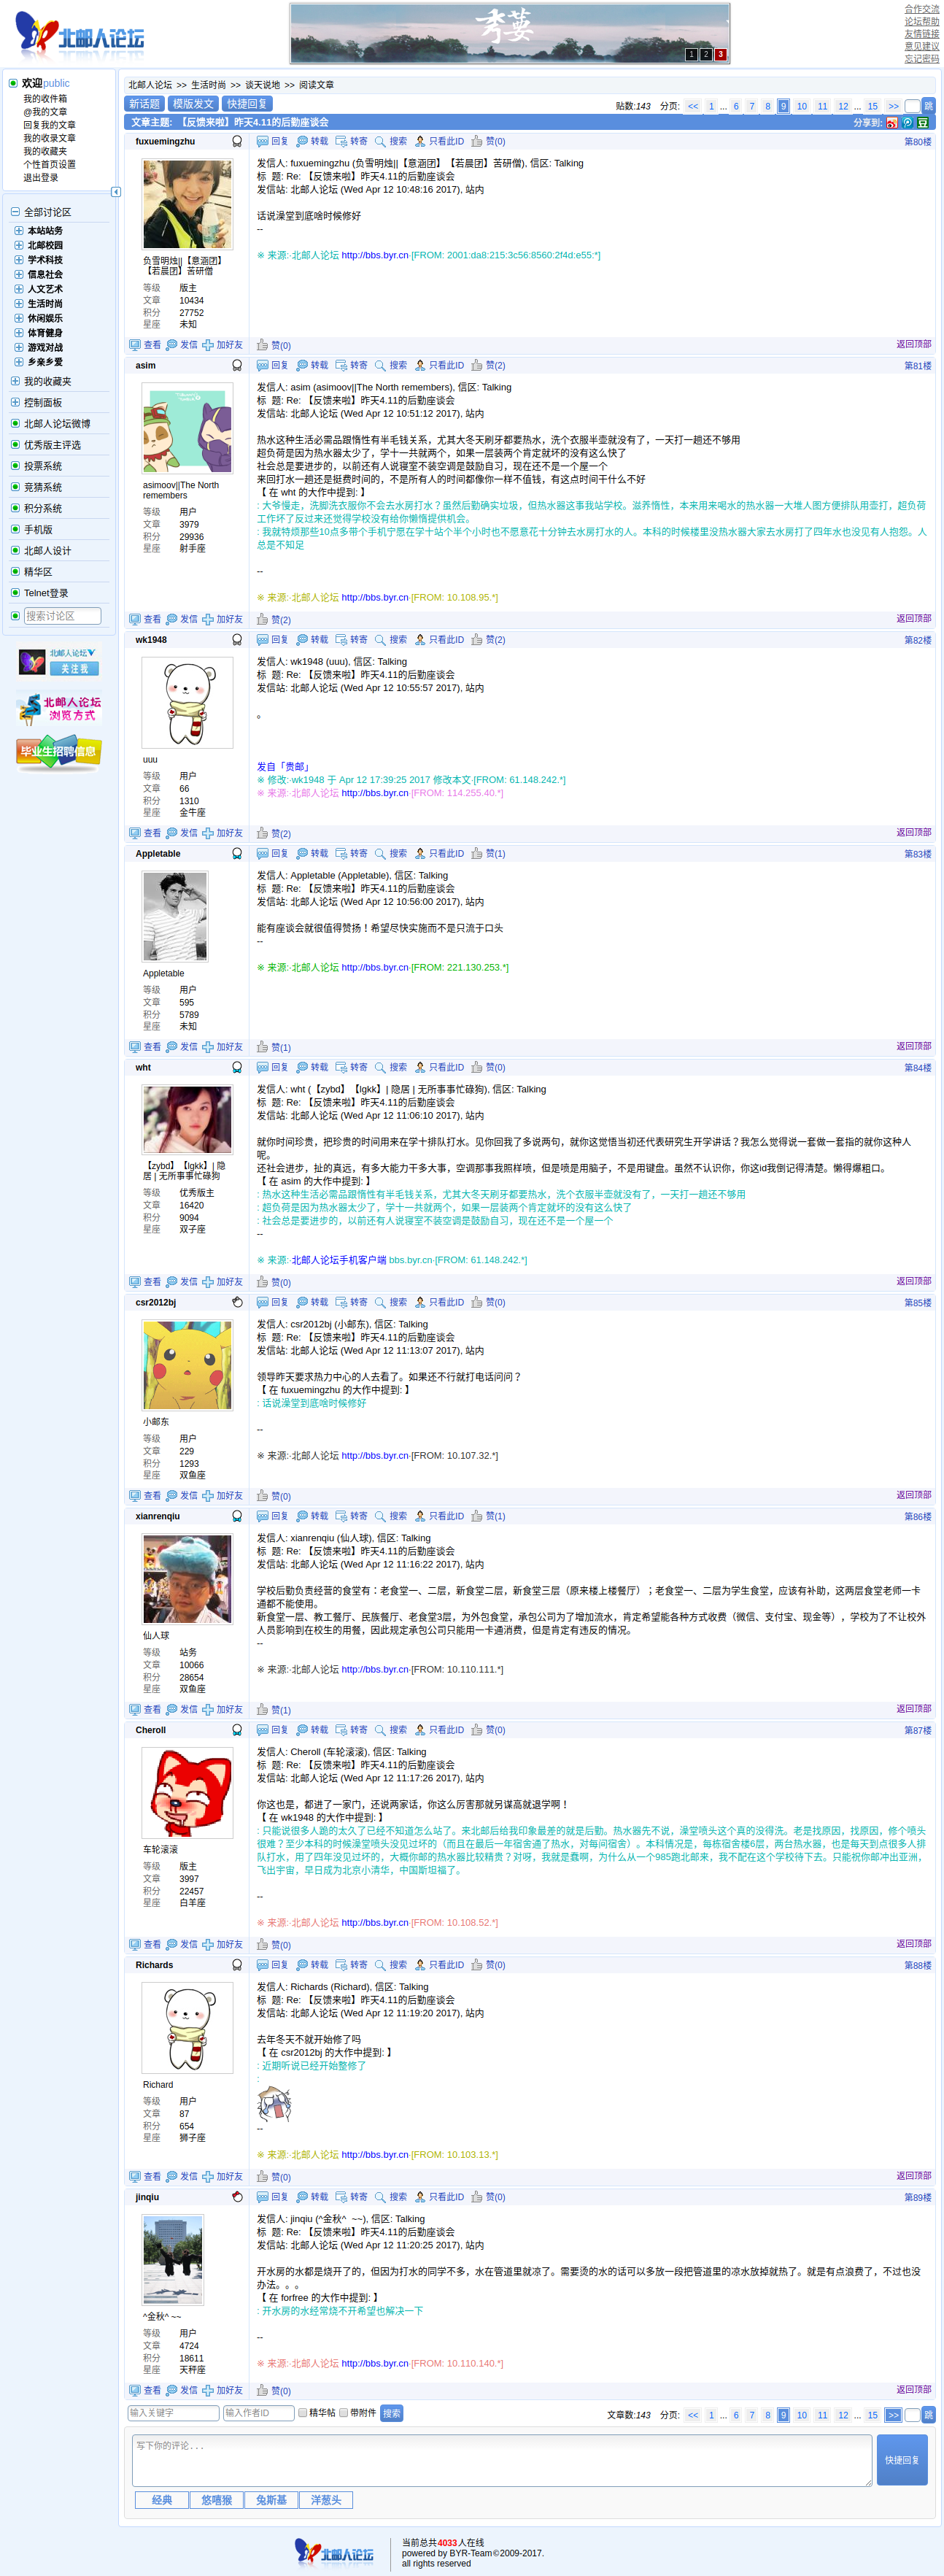 北邮人论坛
秀葽
1 2 3
合作交流
论坛帮助
友情链接
意见建议
忘记密码
欢迎public
我的收件箱
@我的文章
回复我的文章
我的收录文章
我的收藏夹
个性首页设置
退出登录
全部讨论区
本站站务
北邮校园
学术科技
信息社会
人文艺术
生活时尚
休闲娱乐
体育健身
游戏对战
乡亲乡爱
我的收藏夹
控制面板
北邮人论坛微博
优秀版主评选
投票系统
竞猜系统
积分系统
手机版
北邮人设计
精华区
Telnet登录
搜索讨论区
北邮人论坛
关注我
北邮人论坛
浏览方式
毕业生招聘信息
北邮人论坛 >> 生活时尚 >> 谈天说地 >> 阅读文章
新话题 模版发文 快捷回复
贴数:143 分页: << 1 ... 6 7 8 9 10 11 12 ... 15 >> 跳
文章主题: 【反馈来啦】昨天4.11的后勤座谈会
分享到:
fuxuemingzhu
回复 转载 转寄 搜索 只看此ID 赞(0)
第80楼
负雪明烛||【意涵团】
【若晨团】苦研僧
等级 版主
文章 10434
积分 27752
星座 未知
发信人: fuxuemingzhu (负雪明烛||【意涵团】【若晨团】苦研僧), 信区: Talking
标 题: Re: 【反馈来啦】昨天4.11的后勤座谈会
发信站: 北邮人论坛 (Wed Apr 12 10:48:16 2017), 站内
话说澡堂到底啥时候修好
--
※ 来源:·北邮人论坛 http://bbs.byr.cn·[FROM: 2001:da8:215:3c56:8560:2f4d:e55:*]
查看 发信 加好友
赞(0)
返回顶部
asim
回复 转载 转寄 搜索 只看此ID 赞(2)
第81楼
asimoov||The North
remembers
等级 用户
文章 3979
积分 29936
星座 射手座
发信人: asim (asimoov||The North remembers), 信区: Talking
标 题: Re: 【反馈来啦】昨天4.11的后勤座谈会
发信站: 北邮人论坛 (Wed Apr 12 10:51:12 2017), 站内
热水这种生活必需品跟惰性有半毛钱关系，尤其大冬天刷牙都要热水，洗个衣服半壶就没有了，一天打一趟还不够用
超负荷是因为热水器太少了，学十一共就两个，如果一层装两个肯定就坏的没有这么快了
社会总是要进步的，以前还有人说寝室不装空调是鼓励自习，现在还不是一个屋一个
来回打水一趟还是挺费时间的，不是所有人的时间都像你一样不值钱，有这点时间干什么不好
【 在 wht 的大作中提到: 】
: 大爷慢走，洗脚洗衣服你不会去水房打水？虽然后勤确实垃圾，但热水器这事我站学校。滋养惰性，本来用来喝水的热水器一大堆人图方便排队用壶打，超负荷工作坏了反过来还觉得学校没有给你懒惰提供机会。
: 我就特烦那些10点多带个手机宁愿在学十站个半个小时也不愿意花十分钟去水房打水的人。本科的时候楼里没热水器大家去水房打了四年水也没见有人抱怨。人总是不知足
--
※ 来源:·北邮人论坛 http://bbs.byr.cn·[FROM: 10.108.95.*]
查看 发信 加好友
赞(2)
返回顶部
wk1948
回复 转载 转寄 搜索 只看此ID 赞(2)
第82楼
uuu
等级 用户
文章 66
积分 1310
星座 金牛座
发信人: wk1948 (uuu), 信区: Talking
标 题: Re: 【反馈来啦】昨天4.11的后勤座谈会
发信站: 北邮人论坛 (Wed Apr 12 10:55:57 2017), 站内
。
发自「贵邮」
※ 修改:·wk1948 于 Apr 12 17:39:25 2017 修改本文·[FROM: 61.148.242.*]
※ 来源:·北邮人论坛 http://bbs.byr.cn·[FROM: 114.255.40.*]
查看 发信 加好友
赞(2)
返回顶部
Appletable
回复 转载 转寄 搜索 只看此ID 赞(1)
第83楼
Appletable
等级 用户
文章 595
积分 5789
星座 未知
发信人: Appletable (Appletable), 信区: Talking
标 题: Re: 【反馈来啦】昨天4.11的后勤座谈会
发信站: 北邮人论坛 (Wed Apr 12 10:56:00 2017), 站内
能有座谈会就很值得赞扬！希望尽快实施而不是只流于口头
--
※ 来源:·北邮人论坛 http://bbs.byr.cn·[FROM: 221.130.253.*]
查看 发信 加好友
赞(1)
返回顶部
wht
回复 转载 转寄 搜索 只看此ID 赞(0)
第84楼
【zybd】【lgkk】| 隐
居 | 无所事事忙碌狗
等级 优秀版主
文章 16420
积分 9094
星座 双子座
发信人: wht (【zybd】【lgkk】| 隐居 | 无所事事忙碌狗), 信区: Talking
标 题: Re: 【反馈来啦】昨天4.11的后勤座谈会
发信站: 北邮人论坛 (Wed Apr 12 11:06:10 2017), 站内
就你时间珍贵，把珍贵的时间用来在学十排队打水。见你回我了多说两句，就你这觉悟当初还代表研究生开学讲话？我怎么觉得说一套做一套指的就你这种人呢。
还社会进步，扯的真远，有多大能力干多大事，空调那事我照样喷，但是喷是用脑子，不是用键盘。虽然不认识你，你这id我倒记得清楚。懒得爆粗口。
【 在 asim 的大作中提到: 】
: 热水这种生活必需品跟惰性有半毛钱关系，尤其大冬天刷牙都要热水，洗个衣服半壶就没有了，一天打一趟还不够用
: 超负荷是因为热水器太少了，学十一共就两个，如果一层装两个肯定就坏的没有这么快了
: 社会总是要进步的，以前还有人说寝室不装空调是鼓励自习，现在还不是一个屋一个
--
※ 来源:·北邮人论坛手机客户端 bbs.byr.cn·[FROM: 61.148.242.*]
查看 发信 加好友
赞(0)
返回顶部
csr2012bj
回复 转载 转寄 搜索 只看此ID 赞(0)
第85楼
小邮东
等级 用户
文章 229
积分 1293
星座 双鱼座
发信人: csr2012bj (小邮东), 信区: Talking
标 题: Re: 【反馈来啦】昨天4.11的后勤座谈会
发信站: 北邮人论坛 (Wed Apr 12 11:13:07 2017), 站内
领导昨天要求热力中心的人去看了。如果还不行就打电话问问？
【 在 fuxuemingzhu 的大作中提到: 】
: 话说澡堂到底啥时候修好
--
※ 来源:·北邮人论坛 http://bbs.byr.cn·[FROM: 10.107.32.*]
查看 发信 加好友
赞(0)
返回顶部
xianrenqiu
回复 转载 转寄 搜索 只看此ID 赞(1)
第86楼
仙人球
等级 站务
文章 10066
积分 28654
星座 双鱼座
发信人: xianrenqiu (仙人球), 信区: Talking
标 题: Re: 【反馈来啦】昨天4.11的后勤座谈会
发信站: 北邮人论坛 (Wed Apr 12 11:16:22 2017), 站内
学校后勤负责经营的食堂有：老食堂一、二层，新食堂二层，新食堂三层（原来楼上楼餐厅）；老食堂一、二层为学生食堂，应该有补助，这两层食堂老师一卡通都不能使用。
新食堂一层、教工餐厅、民族餐厅、老食堂3层，为外包食堂，承包公司为了增加流水，肯定希望能各种方式收费（微信、支付宝、现金等），学校为了不让校外人员影响到在校生的用餐，因此规定承包公司只能用一卡通消费，但是肯定有违反的情况。
--
※ 来源:·北邮人论坛 http://bbs.byr.cn·[FROM: 10.110.111.*]
查看 发信 加好友
赞(1)
返回顶部
Cheroll
回复 转载 转寄 搜索 只看此ID 赞(0)
第87楼
车轮滚滚
等级 版主
文章 3997
积分 22457
星座 白羊座
发信人: Cheroll (车轮滚滚), 信区: Talking
标 题: Re: 【反馈来啦】昨天4.11的后勤座谈会
发信站: 北邮人论坛 (Wed Apr 12 11:17:26 2017), 站内
你这也是，都进了一家门，还说两家话，你这么厉害那就另谋高就退学啊！
【 在 wk1948 的大作中提到: 】
: 只能说很多人跪的太久了已经不知道怎么站了。来北邮后给我印象最差的就是后勤。热水器先不说，澡堂喷头这个真的没得洗。老是找原因，找原因，修个喷头很难？至少本科的时候澡堂喷头没见过坏的（而且在最后一年宿舍通了热水，对每间宿舍）。本科情况是，每栋宿舍楼6层，两台热水器，也是每天到点很多人排队打水，用了四年没见过坏的，大概你邮的热水器比较精贵？对呀，我就是蠢啊，为什么从一个985跑北邮来，我不配在这个学校待下去。只能祝你邮冲出亚洲，飞出宇宙，早日成为北京小清华，中国斯坦福了。
--
※ 来源:·北邮人论坛 http://bbs.byr.cn·[FROM: 10.108.52.*]
查看 发信 加好友
赞(0)
返回顶部
Richards
回复 转载 转寄 搜索 只看此ID 赞(0)
第88楼
Richard
等级 用户
文章 87
积分 654
星座 狮子座
发信人: Richards (Richard), 信区: Talking
标 题: Re: 【反馈来啦】昨天4.11的后勤座谈会
发信站: 北邮人论坛 (Wed Apr 12 11:19:20 2017), 站内
去年冬天不就开始修了吗
【 在 csr2012bj 的大作中提到: 】
: 近期听说已经开始整修了
:
--
※ 来源:·北邮人论坛 http://bbs.byr.cn·[FROM: 10.103.13.*]
查看 发信 加好友
赞(0)
返回顶部
jinqiu
回复 转载 转寄 搜索 只看此ID 赞(0)
第89楼
^金秋^ ~~
等级 用户
文章 4724
积分 18611
星座 天秤座
发信人: jinqiu (^金秋^ ~~), 信区: Talking
标 题: Re: 【反馈来啦】昨天4.11的后勤座谈会
发信站: 北邮人论坛 (Wed Apr 12 11:20:25 2017), 站内
开水房的水都是烧开了的，但因为打水的同学不多，水在管道里就凉了。需要烫的水的话可以多放一段把管道里的凉水放掉就热了。就是有点浪费了，不过也没办法。。。
【 在 forfree 的大作中提到: 】
: 开水房的水经常烧不开希望也解决一下
--
※ 来源:·北邮人论坛 http://bbs.byr.cn·[FROM: 10.110.140.*]
查看 发信 加好友
赞(0)
返回顶部
输入关键字 输入作者ID 精华帖 带附件 搜索
文章数:143 分页: << 1 ... 6 7 8 9 10 11 12 ... 15 >> 跳
写下你的评论...
快捷回复
经典 悠嘻猴 兔斯基 洋葱头
北邮人论坛
当前总共4033人在线
powered by BYR-Team©2009-2017.
all rights reserved